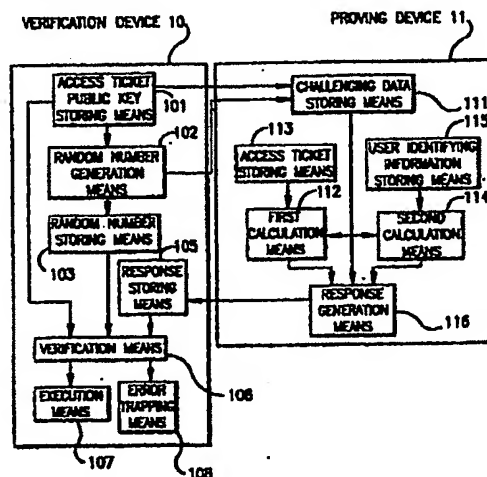 VERIFICATION DEVICE 10
PROVING DEVICE 11
ACCESS TICKET
PUBLIC KEY
STORING MEANS
101
102
RANDOM NUMBER
GENERATION
MEANS
RANDOM NUMBER
STORING MEANS
103
105
RESPONSE
STORING
MEANS
VERIFICATION MEANS
106
EXECUTION
MEANS
107
ERROR
TRAPPING
MEANS
108
CHALLENGING DATA
STORING MEANS
111
113
ACCESS TICKET
STORING MEANS
112
115
USER IDENTIFYING
INFORMATION
STORING MEANS
114
FIRST
CALCULATION
MEANS
SECOND
CALCULATION
MEANS
RESPONSE
GENERATION
MEANS
116